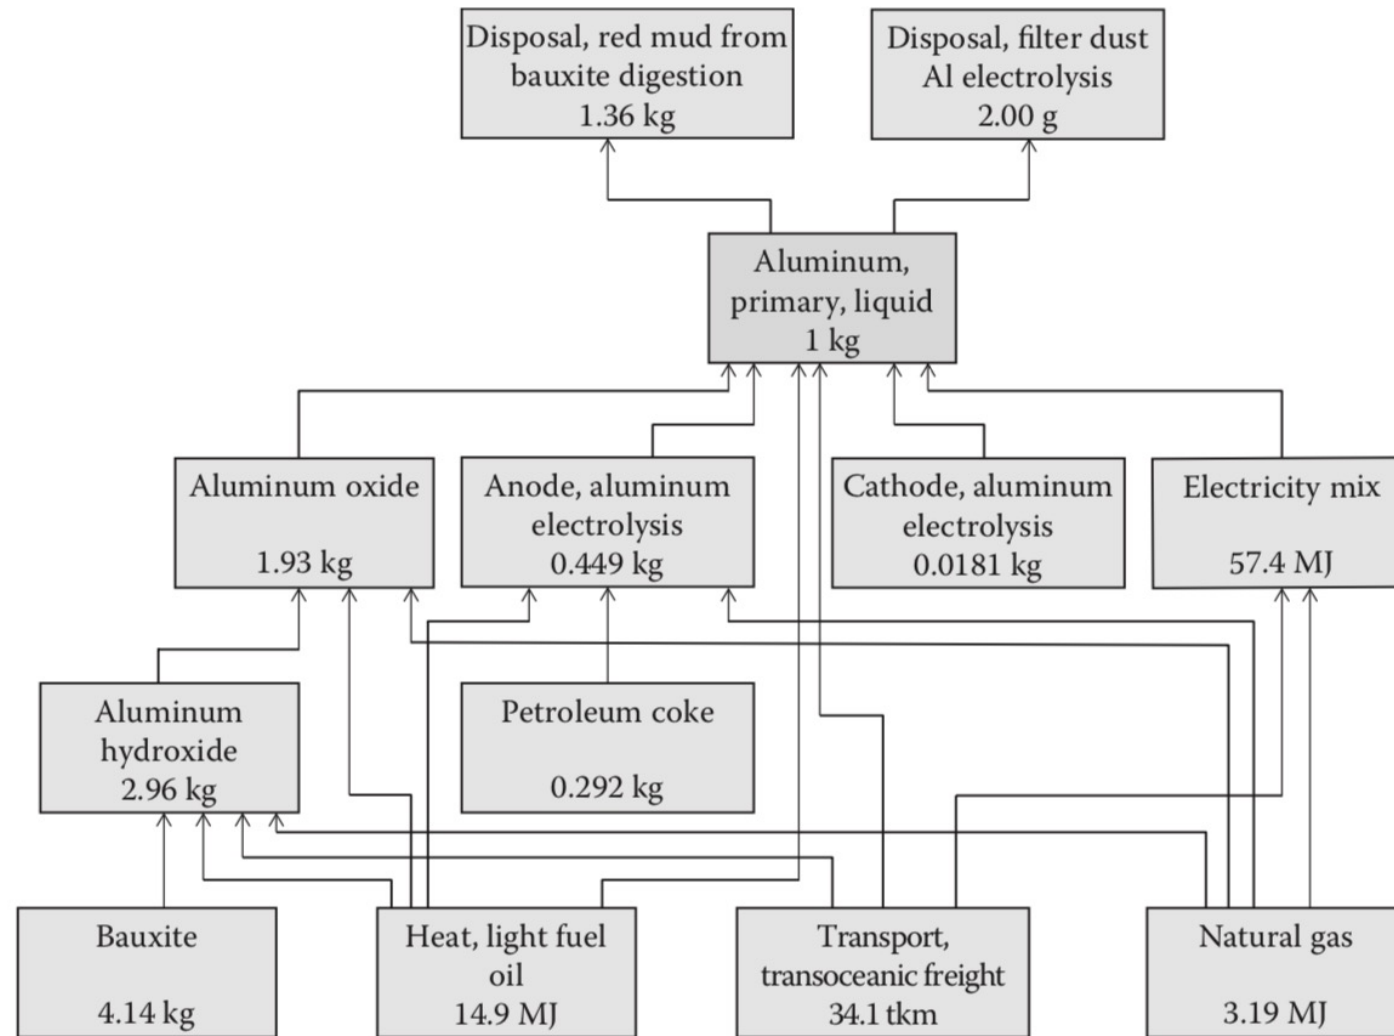 Disposal, red mud from
bauxite digestion
1.36 kg
Disposal, filter dust
Al electrolysis
2.00 g
Aluminum,
primary, liquid
1 kg
Aluminum oxide
1.93 kg
Anode, aluminum
electrolysis
0.449 kg
Cathode, aluminum
electrolysis
0.0181 kg
Electricity mix
57.4 MJ
Aluminum
hydroxide
2.96 kg
Petroleum coke
0.292 kg
Bauxite
4.14 kg
Heat, light fuel
oil
14.9 MJ
Transport,
transoceanic freight
34.1 tkm
Natural gas
3.19 MJ